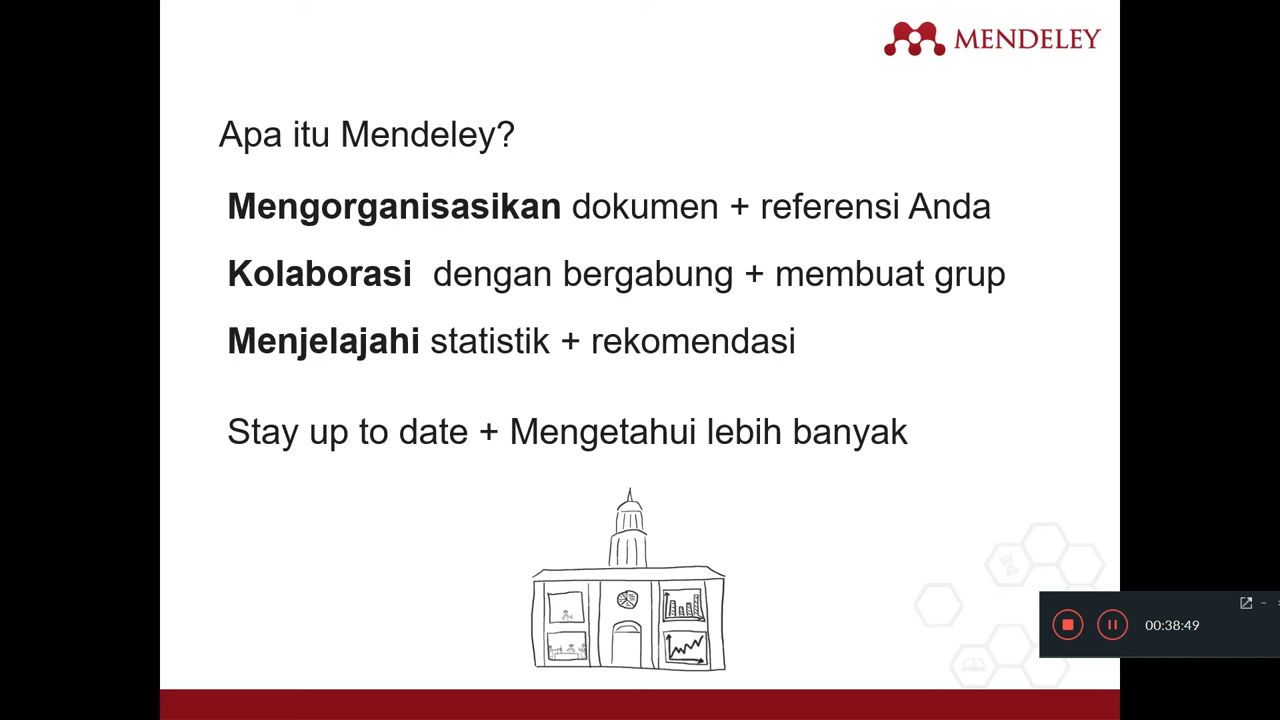 MENDELEY
Apa itu Mendeley?
Mengorganisasikan dokumen + referensi Anda
Kolaborasi dengan bergabung + membuat grup
Menjelajahi statistik + rekomendasi
Stay up to date + Mengetahui lebih banyak
00:38:49